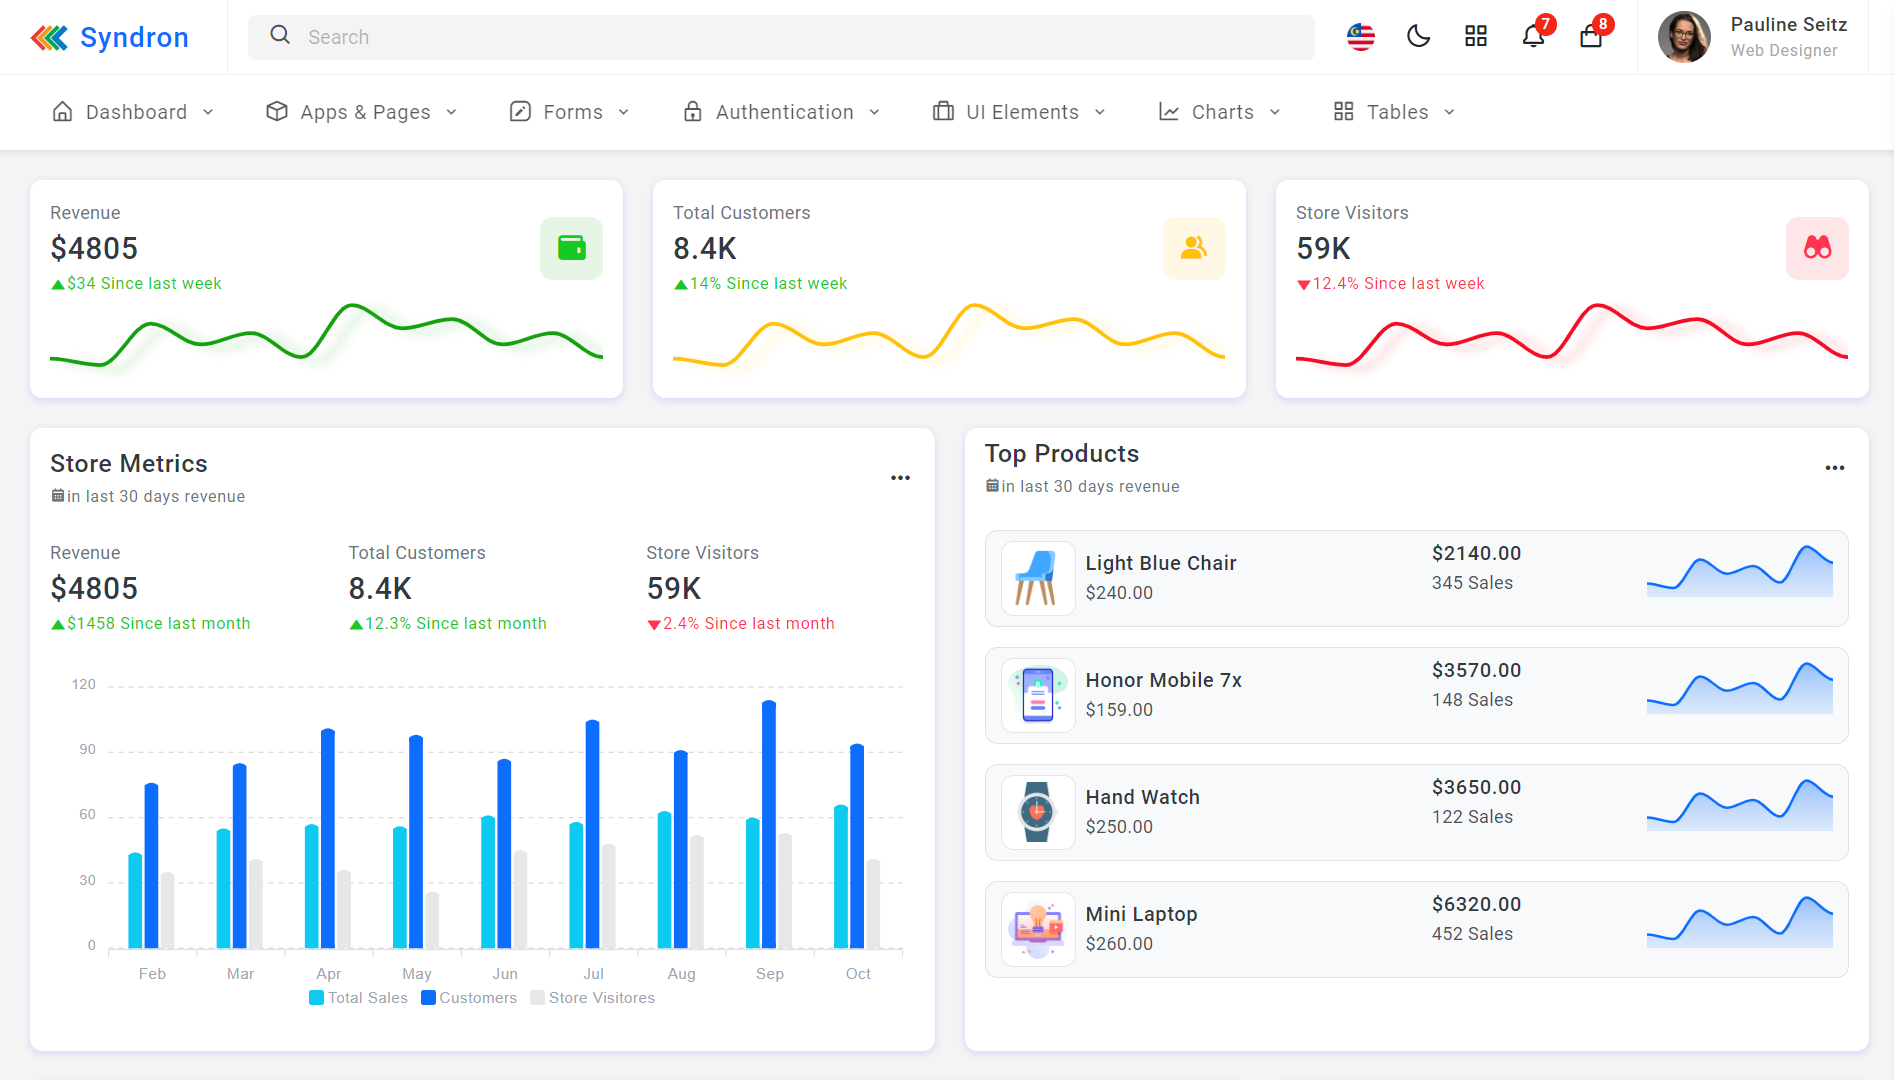 Syndron
Search
7
8
Pauline Seitz
Web Designer
Dashboard
Apps & Pages
Forms
Authentication
UI Elements
Charts
Tables
Revenue
$4805
$34 Since last week
Total Customers
8.4K
14% Since last week
Store Visitors
59K
12.4% Since last week
Store Metrics
in last 30 days revenue
Revenue
$4805
$1458 Since last month
Total Customers
8.4K
12.3% Since last month
Store Visitors
59K
2.4% Since last month
120
90
60
30
0
Feb Mar Apr May Jun Jul Aug Sep Oct
Total Sales Customers Store Visitores
Top Products
in last 30 days revenue
Light Blue Chair
$240.00
$2140.00
345 Sales
Honor Mobile 7x
$159.00
$3570.00
148 Sales
Hand Watch
$250.00
$3650.00
122 Sales
Mini Laptop
$260.00
$6320.00
452 Sales